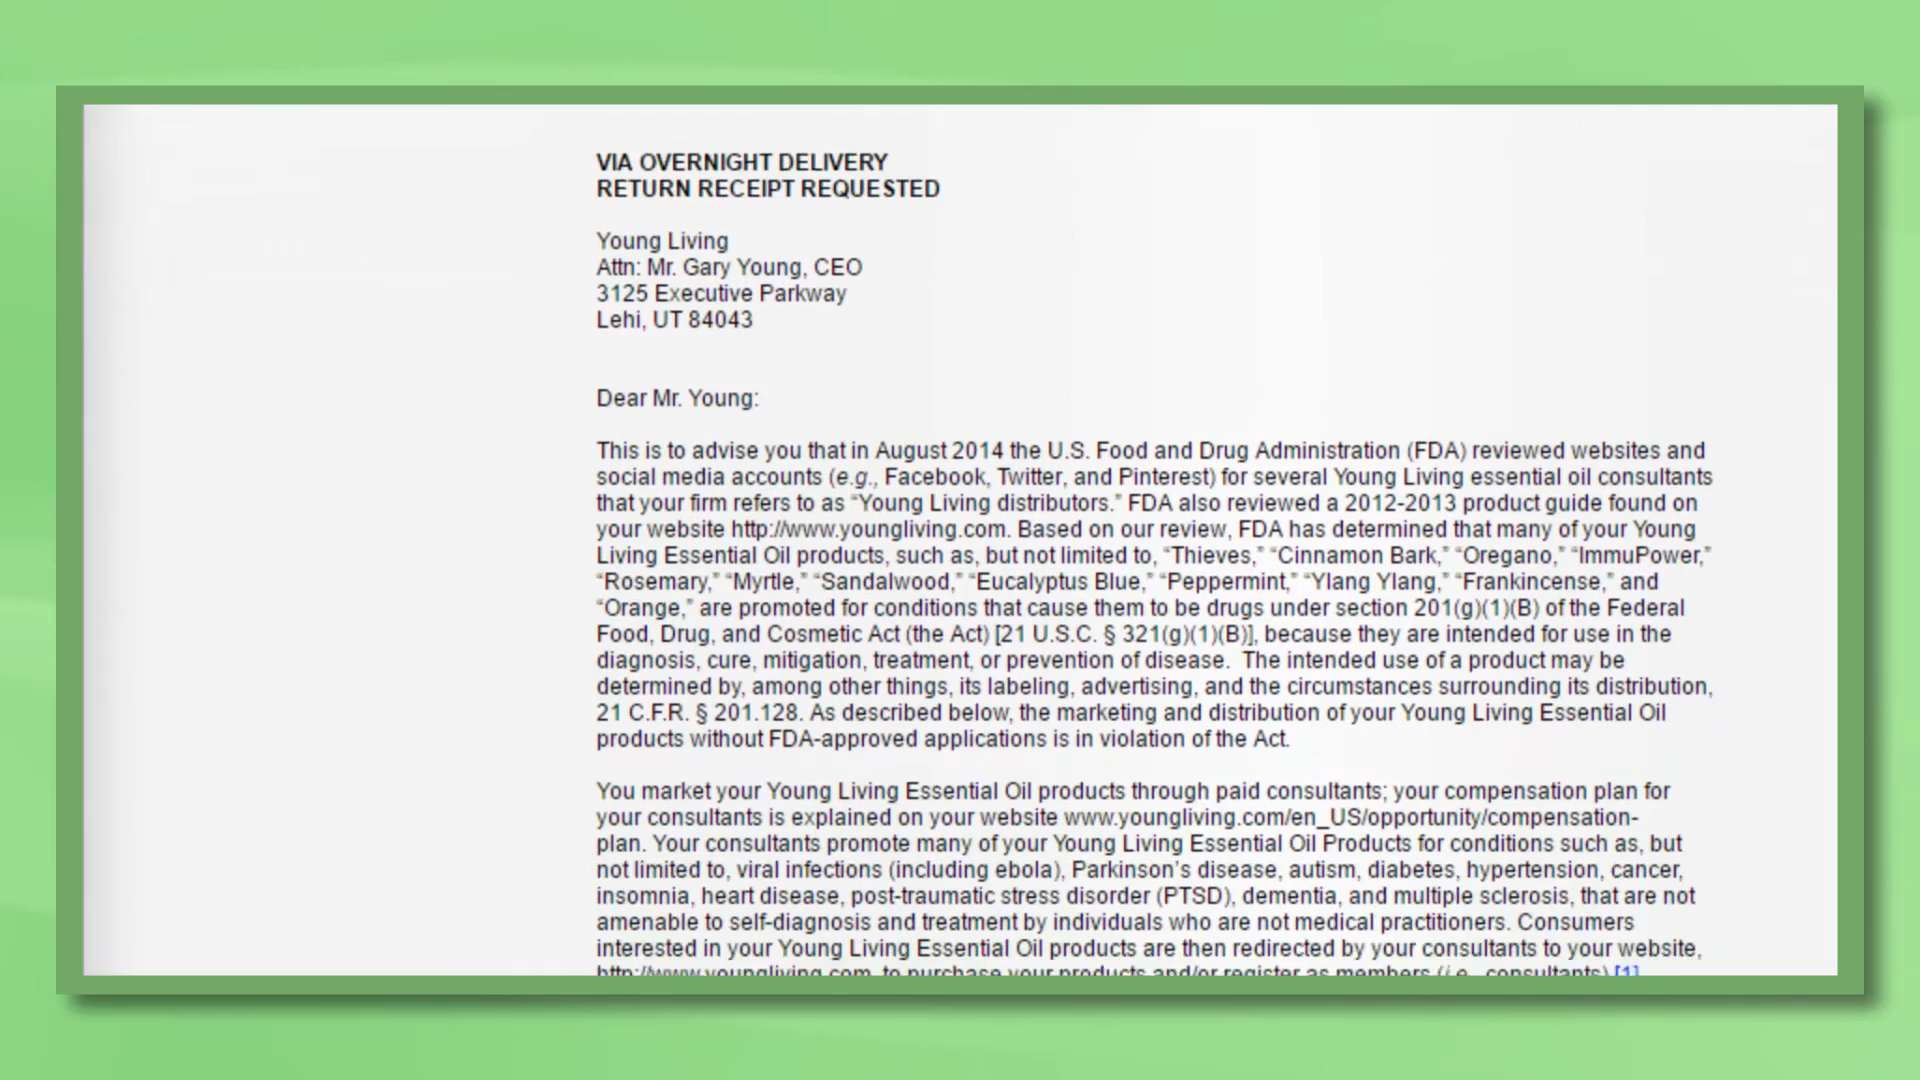 VIA OVERNIGHT DELIVERY
RETURN RECEIPT REQUESTED
Young Living
Attn: Mr. Gary Young, CEO
3125 Executive Parkway
Lehi, UT 84043
Dear Mr. Young:
This is to advise you that in August 2014 the U.S. Food and Drug Administration (FDA) reviewed websites and
social media accounts (e.g., Facebook, Twitter, and Pinterest) for several Young Living essential oil consultants
that your firm refers to as “Young Living distributors.” FDA also reviewed a 2012-2013 product guide found on
your website http://www.youngliving.com. Based on our review, FDA has determined that many of your Young
Living Essential Oil products, such as, but not limited to, “Thieves,” “Cinnamon Bark,” “Oregano,” “ImmuPower,”
“Rosemary,” “Myrtle,” “Sandalwood,” “Eucalyptus Blue,” “Peppermint,” “Ylang Ylang,” “Frankincense,” and
“Orange,” are promoted for conditions that cause them to be drugs under section 201(g)(1)(B) of the Federal
Food, Drug, and Cosmetic Act (the Act) [21 U.S.C. § 321(g)(1)(B)], because they are intended for use in the
diagnosis, cure, mitigation, treatment, or prevention of disease.  The intended use of a product may be
determined by, among other things, its labeling, advertising, and the circumstances surrounding its distribution,
21 C.F.R. § 201.128. As described below, the marketing and distribution of your Young Living Essential Oil
products without FDA-approved applications is in violation of the Act.
You market your Young Living Essential Oil products through paid consultants; your compensation plan for
your consultants is explained on your website www.youngliving.com/en_US/opportunity/compensation-
plan. Your consultants promote many of your Young Living Essential Oil Products for conditions such as, but
not limited to, viral infections (including ebola), Parkinson’s disease, autism, diabetes, hypertension, cancer,
insomnia, heart disease, post-traumatic stress disorder (PTSD), dementia, and multiple sclerosis, that are not
amenable to self-diagnosis and treatment by individuals who are not medical practitioners. Consumers
interested in your Young Living Essential Oil products are then redirected by your consultants to your website,
http://www.youngliving.com, to purchase your products and/or register as members (i.e., consultants).[1]